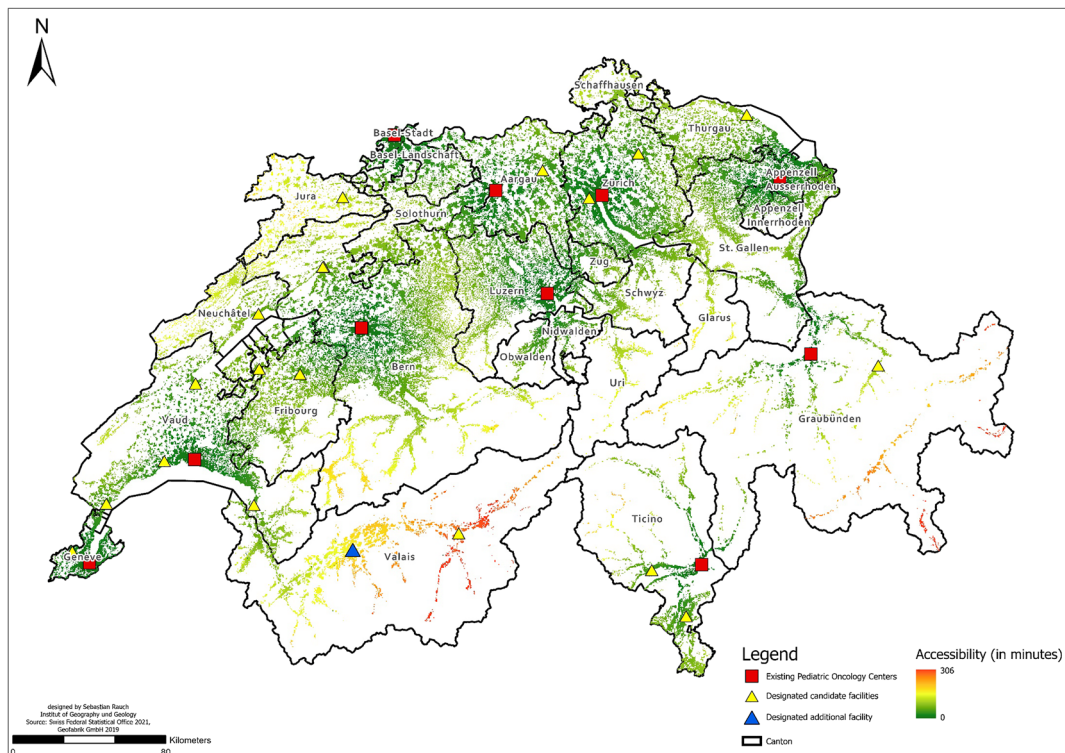 N
Schaffhausen
Basel-Stadt
Thurgau
Basel-Landschaft
Aargau
Zürich
Appenzell
Ausserrhoden
Jura
Solothurn
Appenzell
Innerrhoden
St. Gallen
Zug
Luzern
Schwyz
Neuchâtel
Glarus
Nidwalden
Obwalden
Bern
Uri
Fribourg
Vaud
Graubünden
Ticino
Genève
Valais
Legend
Existing Pediatric Oncology Centers
Designated candidate facilities
Designated additional facility
Canton
Accessibility (in minutes)
306
0
designed by Sebastian Rauch
Institut of Geography und Geology
Source: Swiss Federal Statistical Office 2021,
Geofabrik GmbH 2019
Kilometers
0 80